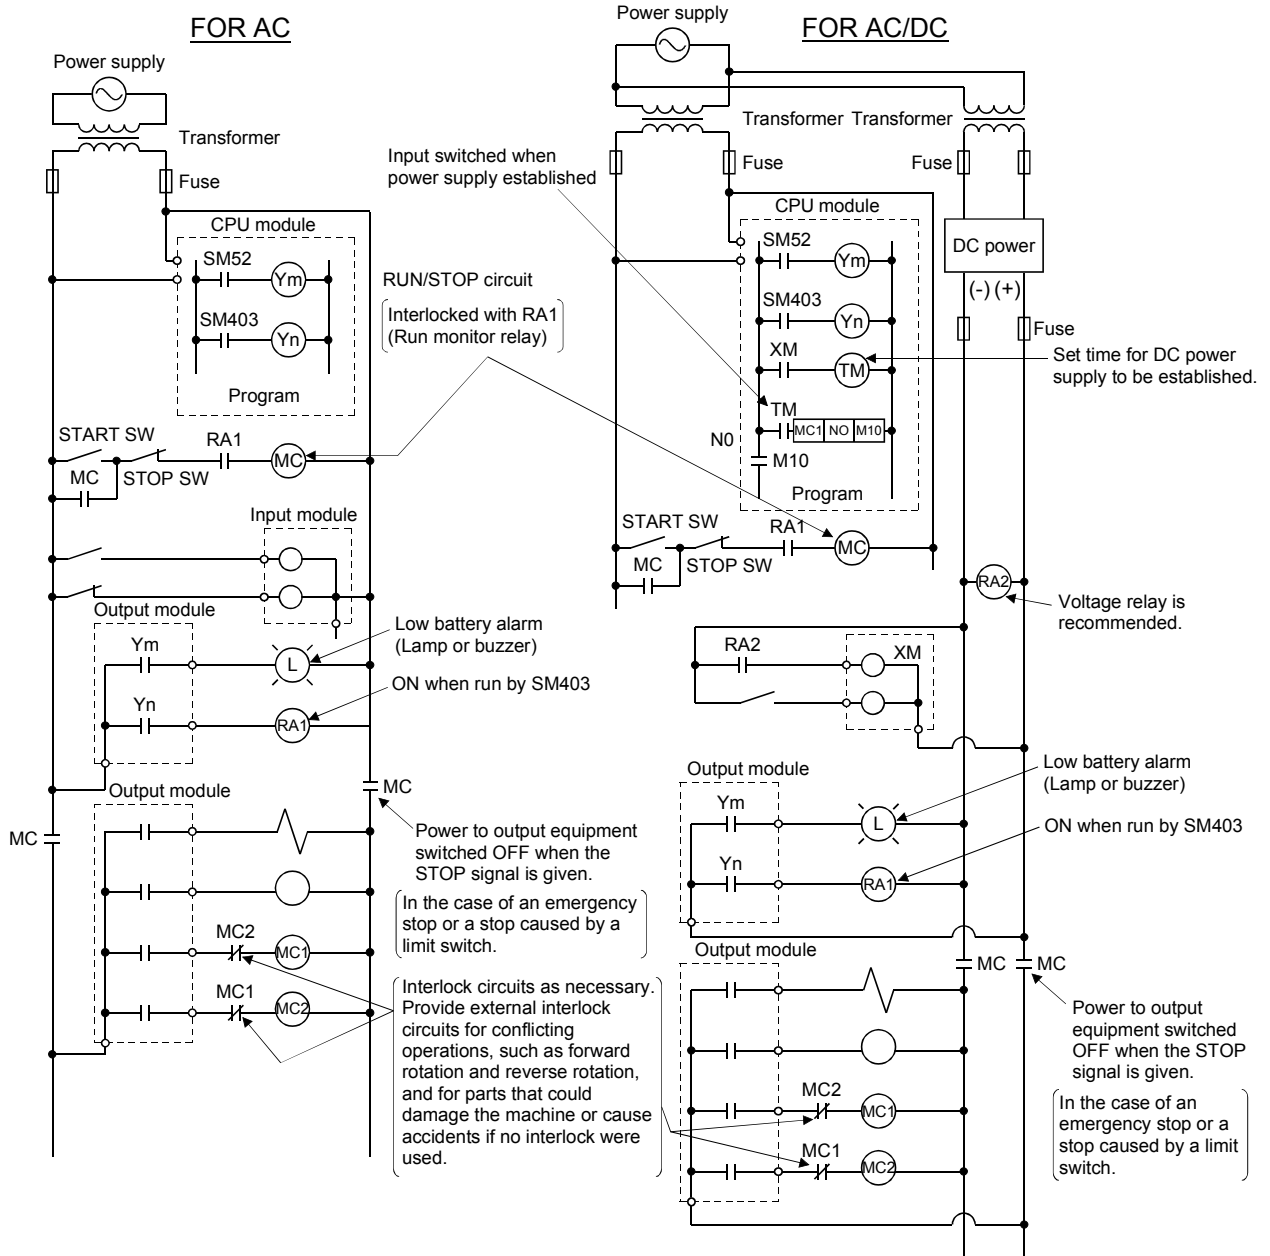 FOR AC
Power supply
Transformer
Fuse
CPU module
SM52
Ym
SM403
Yn
Program
RUN/STOP circuit
Interlocked with RA1
(Run monitor relay)
START SW
RA1
MC
MC
STOP SW
Input module
Output module
Ym
L
Low battery alarm
(Lamp or buzzer)
Yn
RA1
ON when run by SM403
Output module
MC
MC
Power to output equipment
switched OFF when the
STOP signal is given.
In the case of an emergency
stop or a stop caused by a
limit switch.
MC2
MC1
MC1
MC2
Interlock circuits as necessary.
Provide external interlock
circuits for conflicting
operations, such as forward
rotation and reverse rotation,
and for parts that could
damage the machine or cause
accidents if no interlock were
used.
FOR AC/DC
Power supply
Transformer Transformer
Input switched when
power supply established
Fuse
Fuse
CPU module
DC power
(-) (+)
Fuse
SM52
Ym
SM403
Yn
XM
TM
Set time for DC power
supply to be established.
TM
MC1 NO M10
N0
M10
Program
START SW
RA1
MC
MC
STOP SW
RA2
Voltage relay is
recommended.
RA2
XM
Output module
Low battery alarm
(Lamp or buzzer)
Ym
L
ON when run by SM403
Yn
RA1
Output module
MC
MC
Power to output
equipment switched
OFF when the STOP
signal is given.
In the case of an
emergency stop or a
stop caused by a limit
switch.
MC2
MC1
MC1
MC2